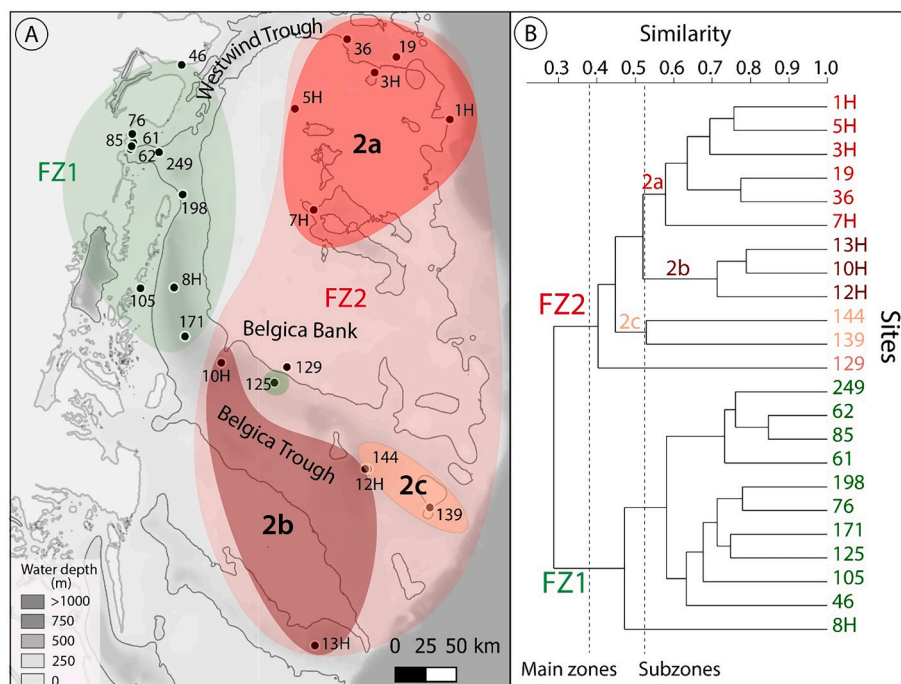 A
46
Westwind Trough
36
19
3H
5H
1H
76
85
61
62
249
2a
FZ1
198
7H
8H
105
FZ2
171
Belgica Bank
10H
129
125
Belgica Trough
144
12H
2c
139
2b
13H
Water depth
(m)
>1000
750
500
250
0
0 25 50 km
B
Similarity
0.3 0.4 0.5 0.6 0.7 0.8 0.9 1.0
1H
5H
3H
19
2a
36
7H
13H
2b
10H
12H
FZ2
2c
144
139
129
Sites
249
62
85
61
198
76
171
125
FZ1
105
46
8H
Main zones
Subzones